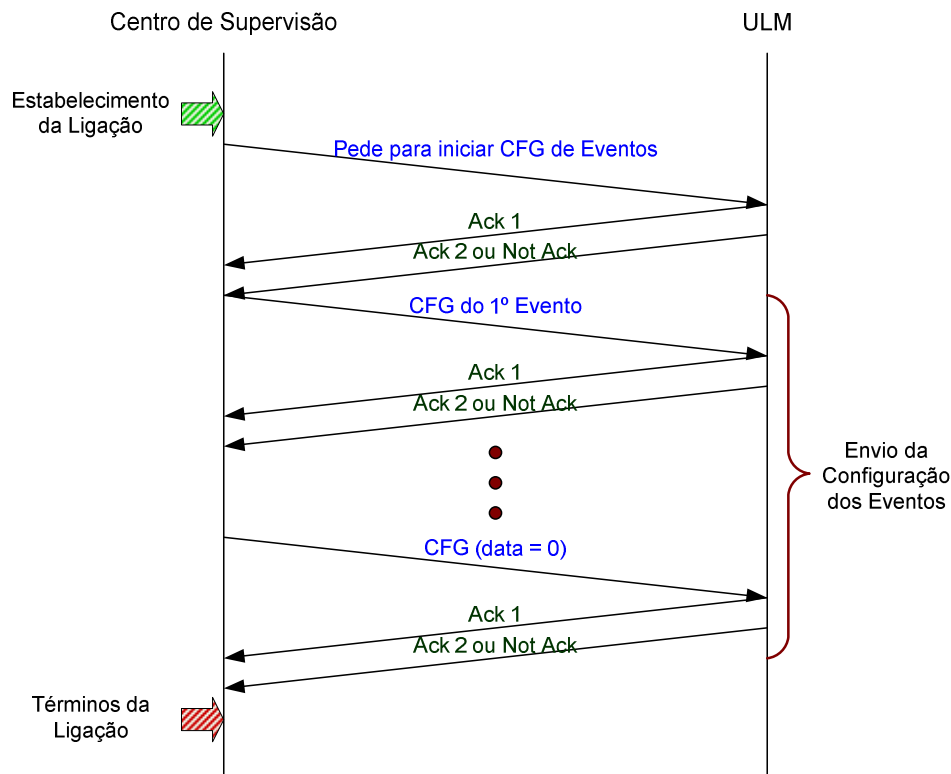 Centro de Supervisão
ULM
Estabelecimento
da Ligação
Pede para iniciar CFG de Eventos
Ack 1
Ack 2 ou Not Ack
CFG do 1º Evento
Ack 1
Ack 2 ou Not Ack
Envio da
Configuração
dos Eventos
CFG (data = 0)
Ack 1
Ack 2 ou Not Ack
Términos da
Ligação